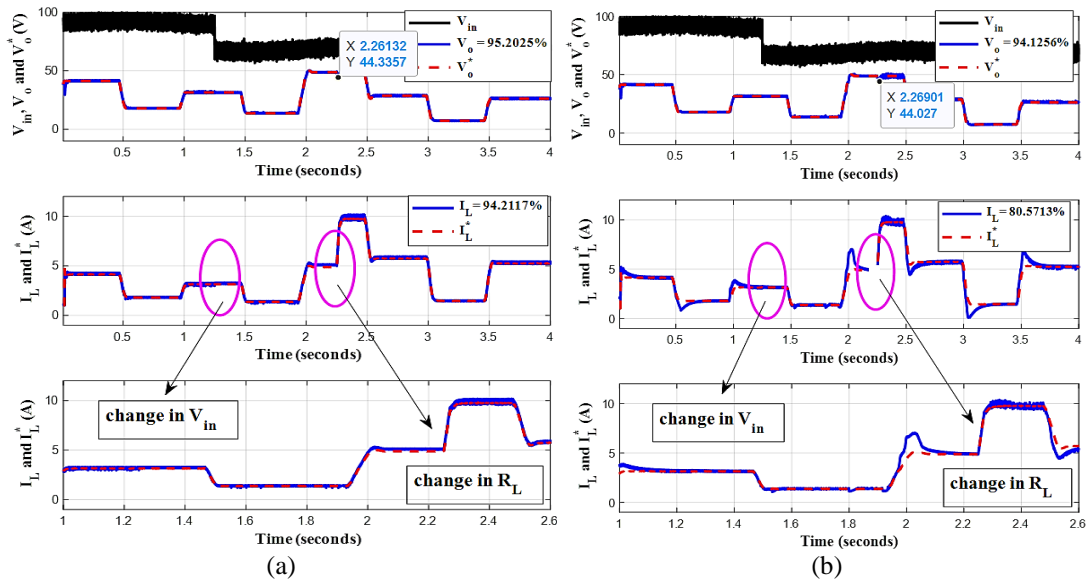 100
50
0
V_in, V_o and V_o^* (V)
V_in
V_o = 95.2025%
V_o^*
X 2.26132
Y 44.3357
0.5 1 1.5 2 2.5 3 3.5 4
Time (seconds)
10
5
0
I_L and I_L^* (A)
I_L = 94.2117%
I_L^*
0.5 1 1.5 2 2.5 3 3.5 4
Time (seconds)
10
5
0
I_L and I_L^* (A)
change in V_in
change in R_L
1 1.2 1.4 1.6 1.8 2 2.2 2.4 2.6
Time (seconds)
(a)
100
50
0
V_in, V_o and V_o^* (V)
V_in
V_o = 94.1256%
V_o^*
X 2.26901
Y 44.027
0.5 1 1.5 2 2.5 3 3.5 4
Time (seconds)
10
5
0
I_L and I_L^* (A)
I_L = 80.5713%
I_L^*
0.5 1 1.5 2 2.5 3 3.5 4
Time (seconds)
10
5
0
I_L and I_L^* (A)
change in V_in
change in R_L
1 1.2 1.4 1.6 1.8 2 2.2 2.4 2.6
Time (seconds)
(b)